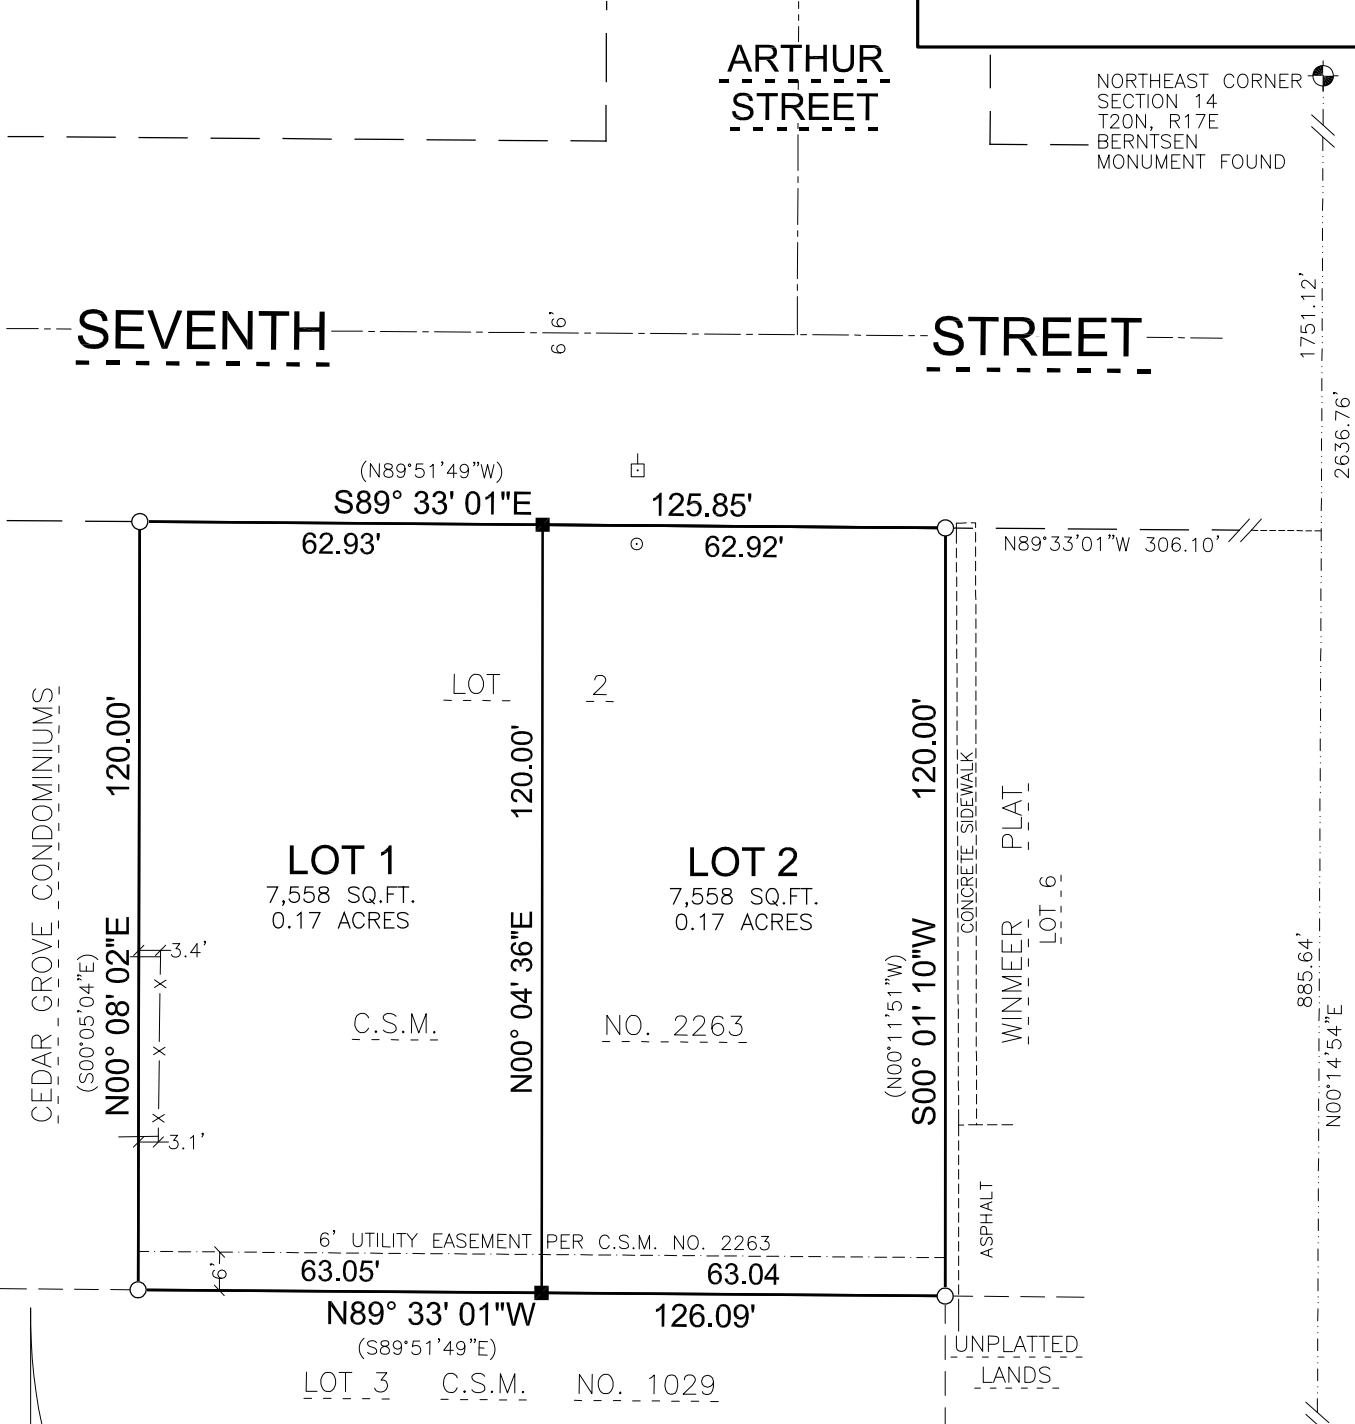 ARTHUR
STREET
NORTHEAST CORNER
SECTION 14
T20N, R17E
BERNTSEN
MONUMENT FOUND
SEVENTH
6'
6
STREET
1751.12'
2636.76'
(N89°51'49"W)
S89° 33' 01"E
125.85'
62.93'
62.92'
N89°33'01"W 306.10'
LOT 2
CEDAR GROVE CONDOMINIUMS
120.00'
120.00'
120.00'
CONCRETE SIDEWALK
WINMEER PLAT
LOT 6
LOT 1
7,558 SQ.FT.
0.17 ACRES
LOT 2
7,558 SQ.FT.
0.17 ACRES
3.4'
(S00°05'04"E)
N00° 08' 02"E
N00° 04' 36"E
(N00°11'51"W)
S00° 01' 10"W
885.64'
N00°14'54"E
C.S.M. NO. 2263
3.1'
ASPHALT
6' UTILITY EASEMENT PER C.S.M. NO. 2263
6'
63.05'
63.04
N89° 33' 01"W
126.09'
(S89°51'49"E)
UNPLATTED
LANDS
LOT 3 C.S.M. NO. 1029
X
X
X